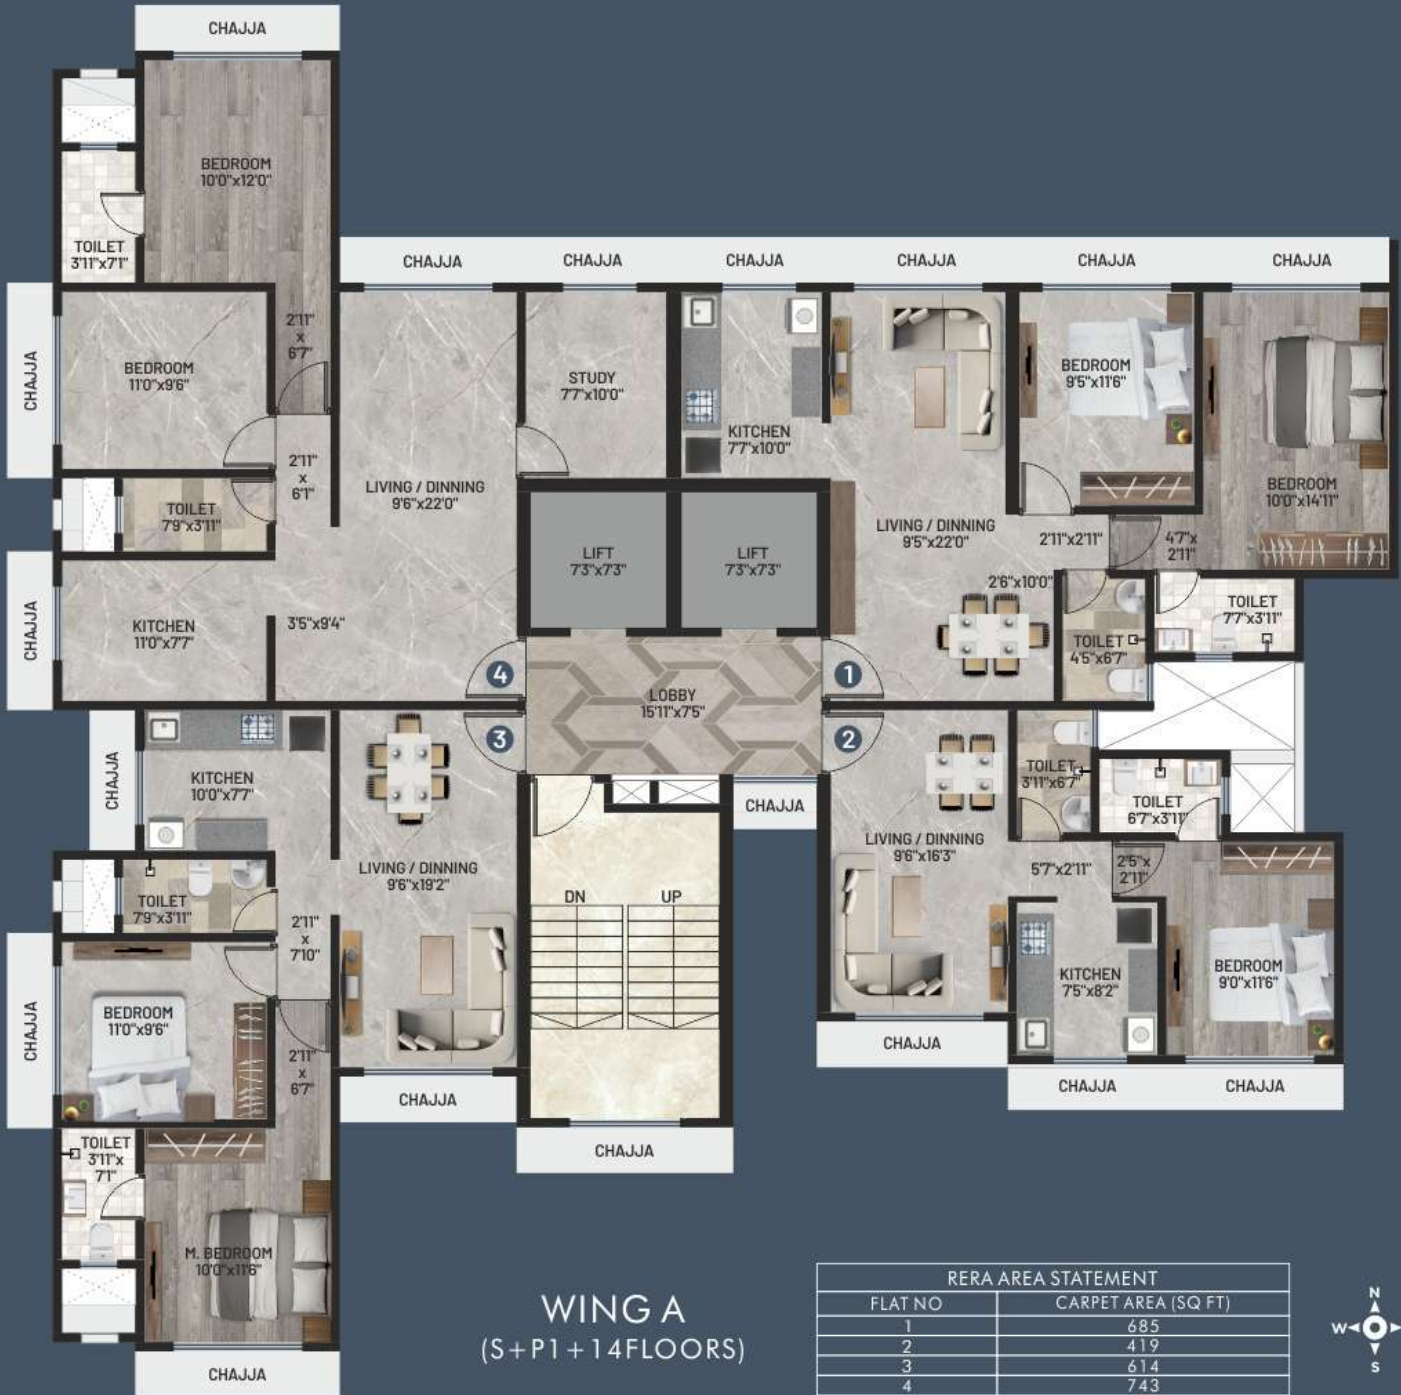 CHAJJA
BEDROOM
10'0"x12'0"
TOILET
3'11"x7'1"
CHAJJA
CHAJJA
CHAJJA
CHAJJA
CHAJJA
CHAJJA
CHAJJA
BEDROOM
11'0"x9'6"
2'11"
x
6'7"
2'11"
x
6'1"
TOILET
7'9"x3'11"
LIVING / DINNING
9'6"x22'0"
STUDY
7'7"x10'0"
KITCHEN
7'7"x10'0"
LIVING / DINNING
9'5"x22'0"
BEDROOM
9'5"x11'6"
BEDROOM
10'0"x14'11"
2'11"x2'11"
4'7"x
2'11"
LIFT
7'3"x7'3"
LIFT
7'3"x7'3"
2'6"x10'0"
TOILET
7'7"x3'11"
TOILET
4'5"x6'7"
CHAJJA
KITCHEN
11'0"x7'7"
3'5"x9'4"
4
1
LOBBY
15'11"x7'5"
3
2
CHAJJA
KITCHEN
10'0"x7'7"
CHAJJA
TOILET
3'11"x6'7"
TOILET
6'7"x3'11"
LIVING / DINNING
9'6"x19'2"
LIVING / DINNING
9'6"x16'3"
5'7"x2'11"
2'5"x
2'11"
TOILET
7'9"x3'11"
2'11"
x
7'10"
DN
UP
KITCHEN
7'5"x8'2"
BEDROOM
9'0"x11'6"
CHAJJA
BEDROOM
11'0"x9'6"
2'11"
x
6'7"
CHAJJA
CHAJJA
CHAJJA
CHAJJA
CHAJJA
TOILET
3'11"x
7'1"
M. BEDROOM
10'0"x11'6"
CHAJJA
WING A
(S+P1+14FLOORS)
RERA AREA STATEMENT
FLAT NO CARPET AREA (SQ FT)
1 685
2 419
3 614
4 743
N
W
S